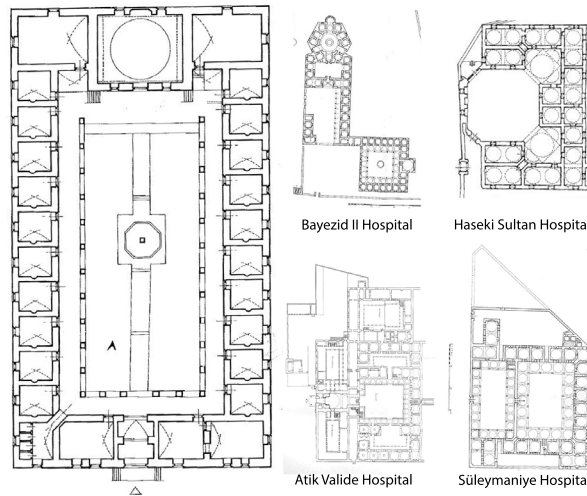 Bayezid II Hospital
Haseki Sultan Hospita
Atik Valide Hospital
Süleymaniye Hospita